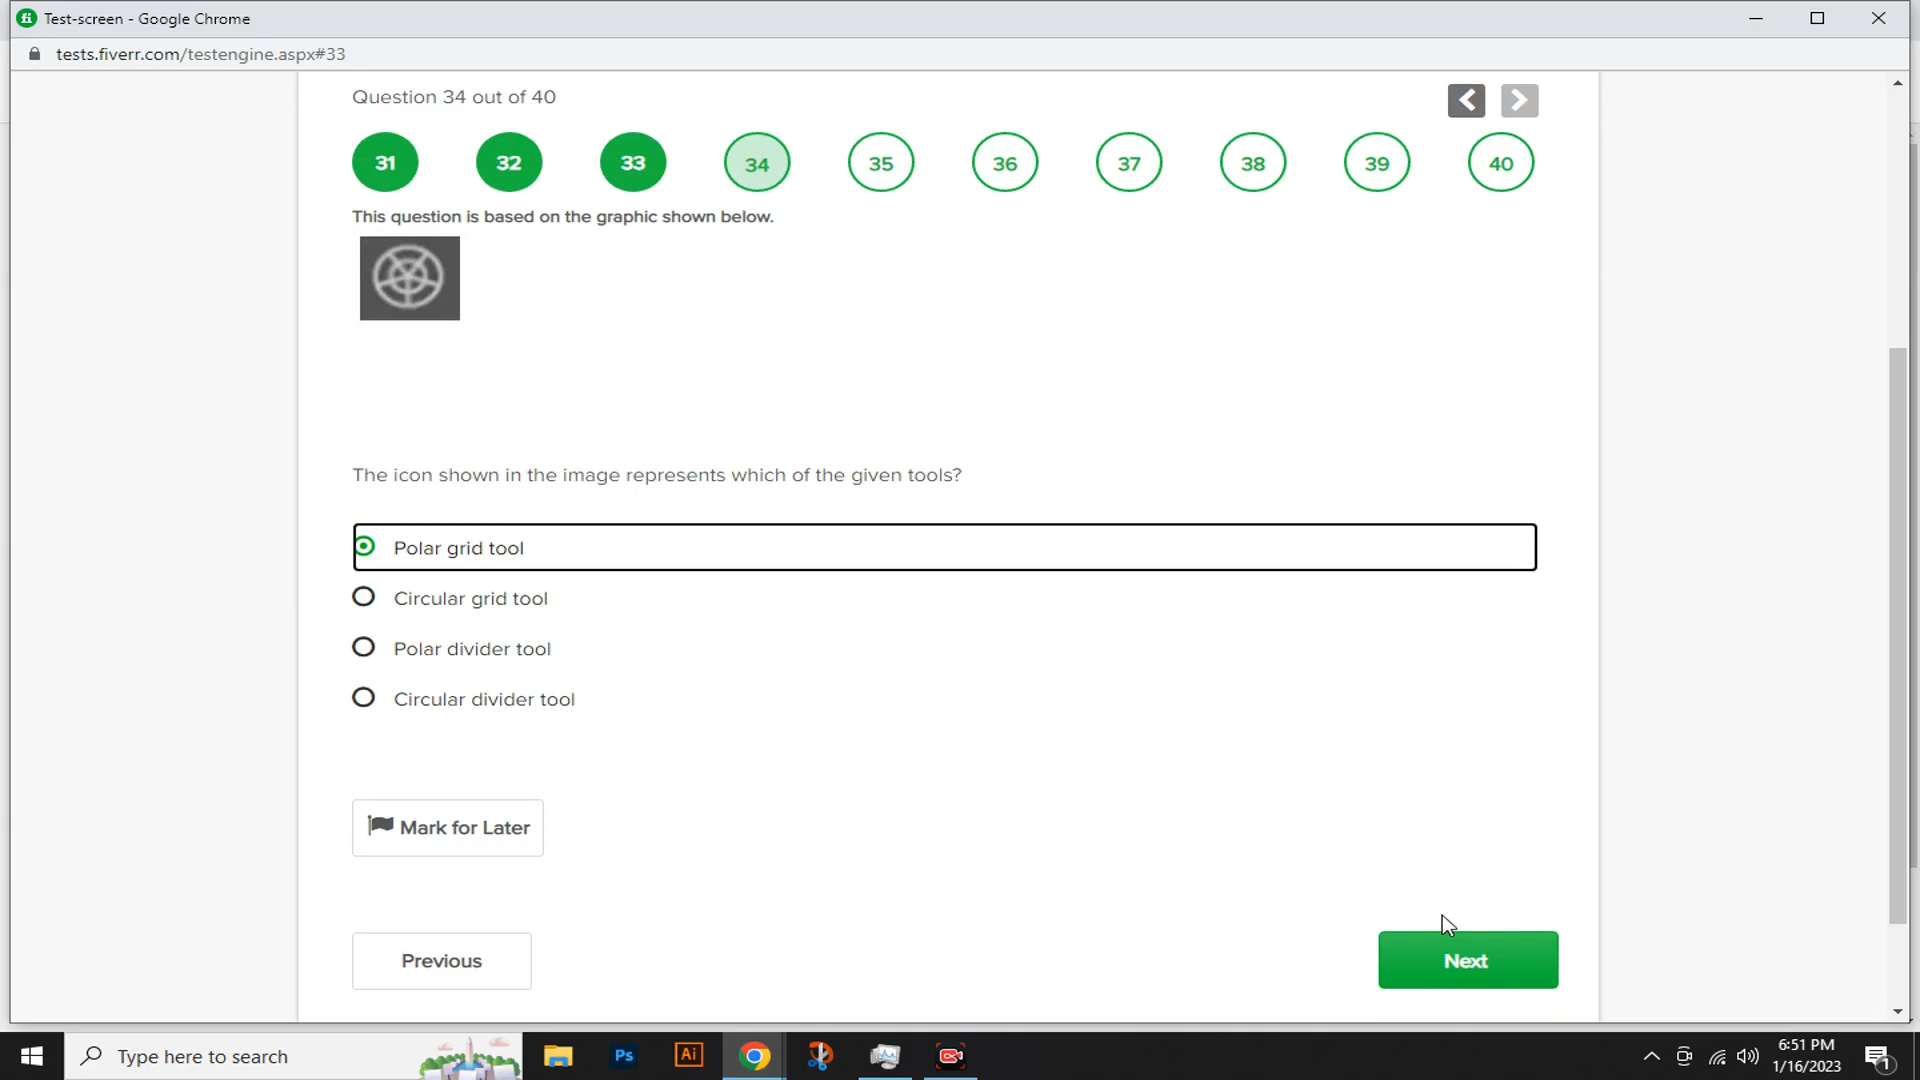 fi Test-screen - Google Chrome
tests.fiverr.com/testengine.aspx#33
Question 34 out of 40
31 32 33 34 35 36 37 38 39 40
This question is based on the graphic shown below.
The icon shown in the image represents which of the given tools?
Polar grid tool
Circular grid tool
Polar divider tool
Circular divider tool
Mark for Later
Previous
Next
Type here to search
Ps
Ai
6:51 PM
1/16/2023
1